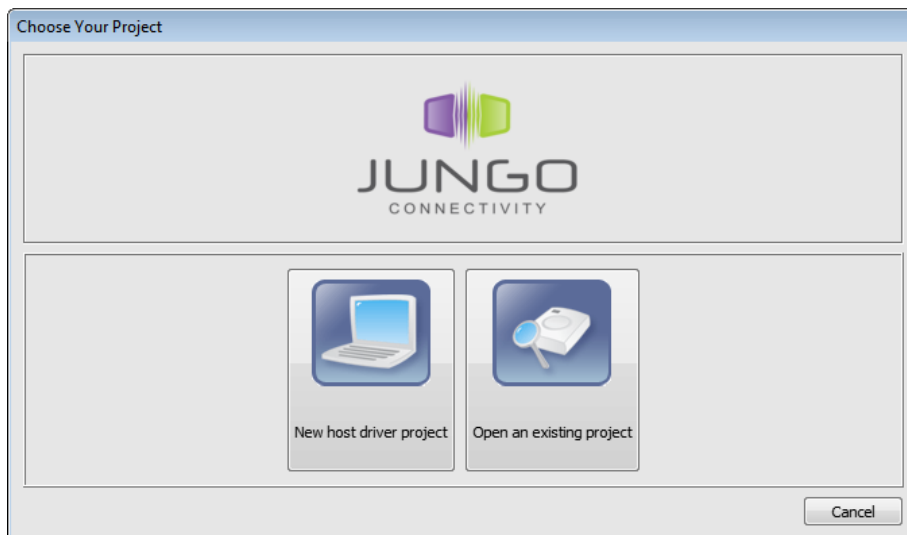 Choose Your Project
JUNGO
CONNECTIVITY
New host driver project
Open an existing project
Cancel